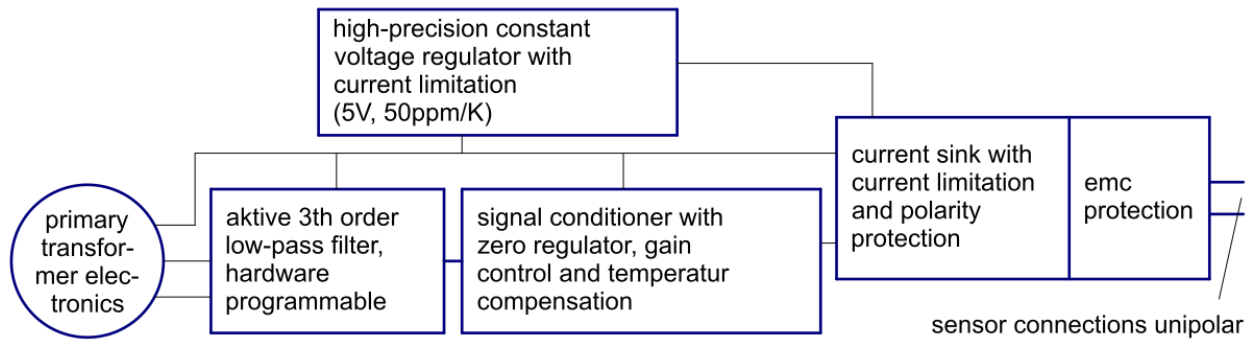 high-precision constant
voltage regulator with
current limitation
(5V, 50ppm/K)
primary
transfor-
mer elec-
tronics
aktive 3th order
low-pass filter,
hardware
programmable
signal conditioner with
zero regulator, gain
control and temperatur
compensation
current sink with
current limitation
and polarity
protection
emc
protection
sensor connections unipolar